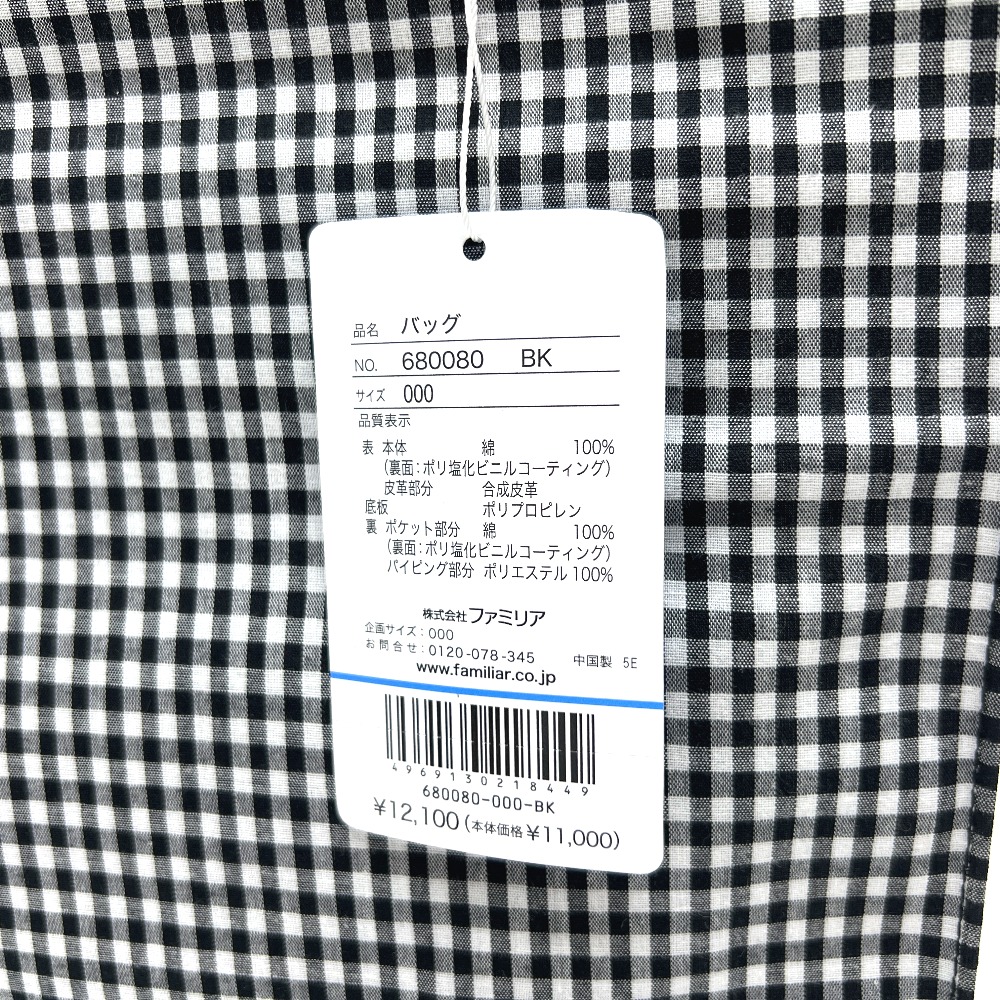 品名 バッグ
NO. 680080 BK
サイズ 000
品質表示
表 本体 綿 100%
(裏面:ポリ塩化ビニルコーティング)
皮革部分 合成皮革
底板 ポリプロピレン
裏 ポケット部分 綿 100%
(裏面:ポリ塩化ビニルコーティング)
パイピング部分 ポリエステル 100%
株式会社ファミリア
企画サイズ:000
お問合せ:0120-078-345 中国製 5E
www.familiar.co.jp
4969130218449
680080-000-BK
¥12,100(本体価格¥11,000)